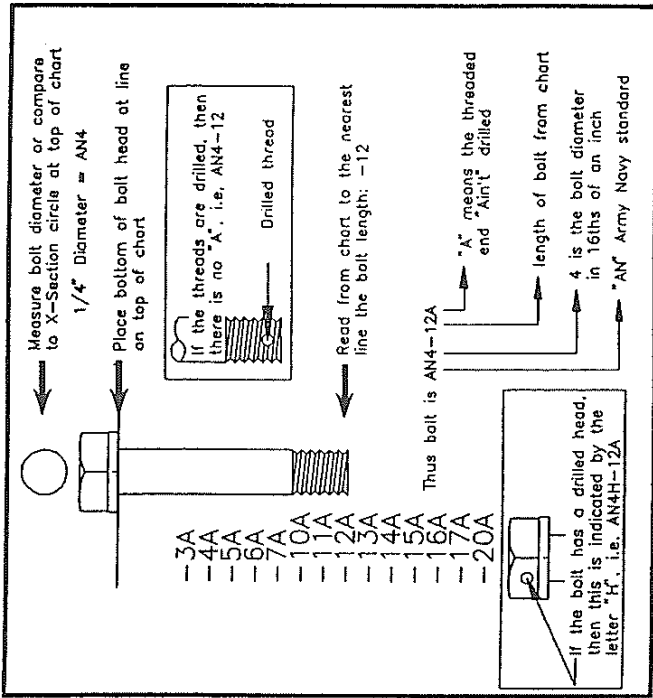 Measure bolt diameter or compare
to X-Section circle at top of chart
1/4" Diameter = AN4
Place bottom of bolt head at line
on top of chart
If the threads are drilled, then
there is no "A", i.e, AN4-12
Drilled thread
-3A
-4A
-5A
-6A
-7A
-10A
-11A
-12A
-13A
-14A
-15A
-16A
-17A
-20A
Read from chart to the nearest
line the bolt length: -12
Thus bolt is AN4-12A
"A" means the threaded
end "Ain't" drilled
length of bolt from chart
4 is the bolt diameter
in 16ths of an inch
"AN" Army Navy standard
If the bolt has a drilled head,
then this is indicated by the
letter "H", i.e, AN4H-12A